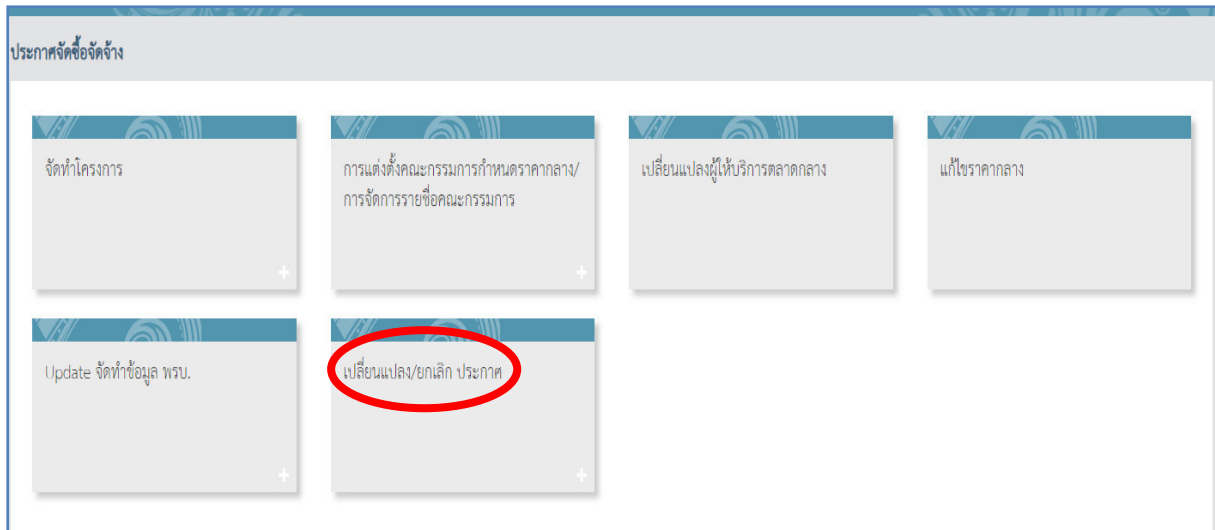 ประกาศจัดซื้อจัดจ้าง
จัดทำโครงการ
การแต่งตั้งคณะกรรมการกำหนดราคากลาง/
การจัดการรายชื่อคณะกรรมการ
เปลี่ยนแปลงผู้ให้บริการตลาดกลาง
แก้ไขราคากลาง
Update จัดทำข้อมูล พรบ.
เปลี่ยนแปลง/ยกเลิก ประกาศ